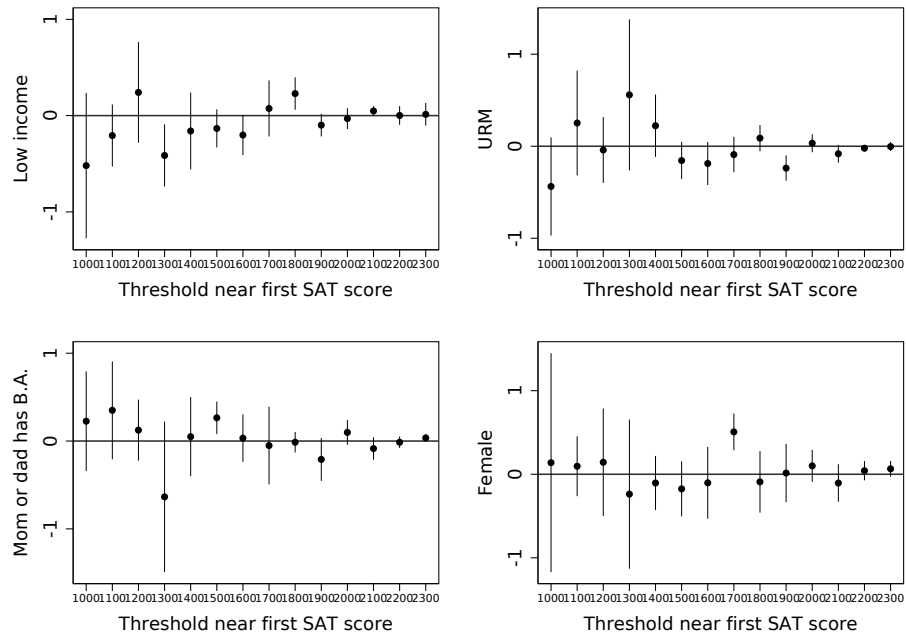 Low income
1
0
-1
1000 1100 1200 1300 1400 1500 1600 1700 1800 1900 2000 2100 2200 2300
Threshold near first SAT score
URM
1
0
-1
1000 1100 1200 1300 1400 1500 1600 1700 1800 1900 2000 2100 2200 2300
Threshold near first SAT score
Mom or dad has B.A.
1
0
-1
1000 1100 1200 1300 1400 1500 1600 1700 1800 1900 2000 2100 2200 2300
Threshold near first SAT score
Female
1
0
-1
1000 1100 1200 1300 1400 1500 1600 1700 1800 1900 2000 2100 2200 2300
Threshold near first SAT score